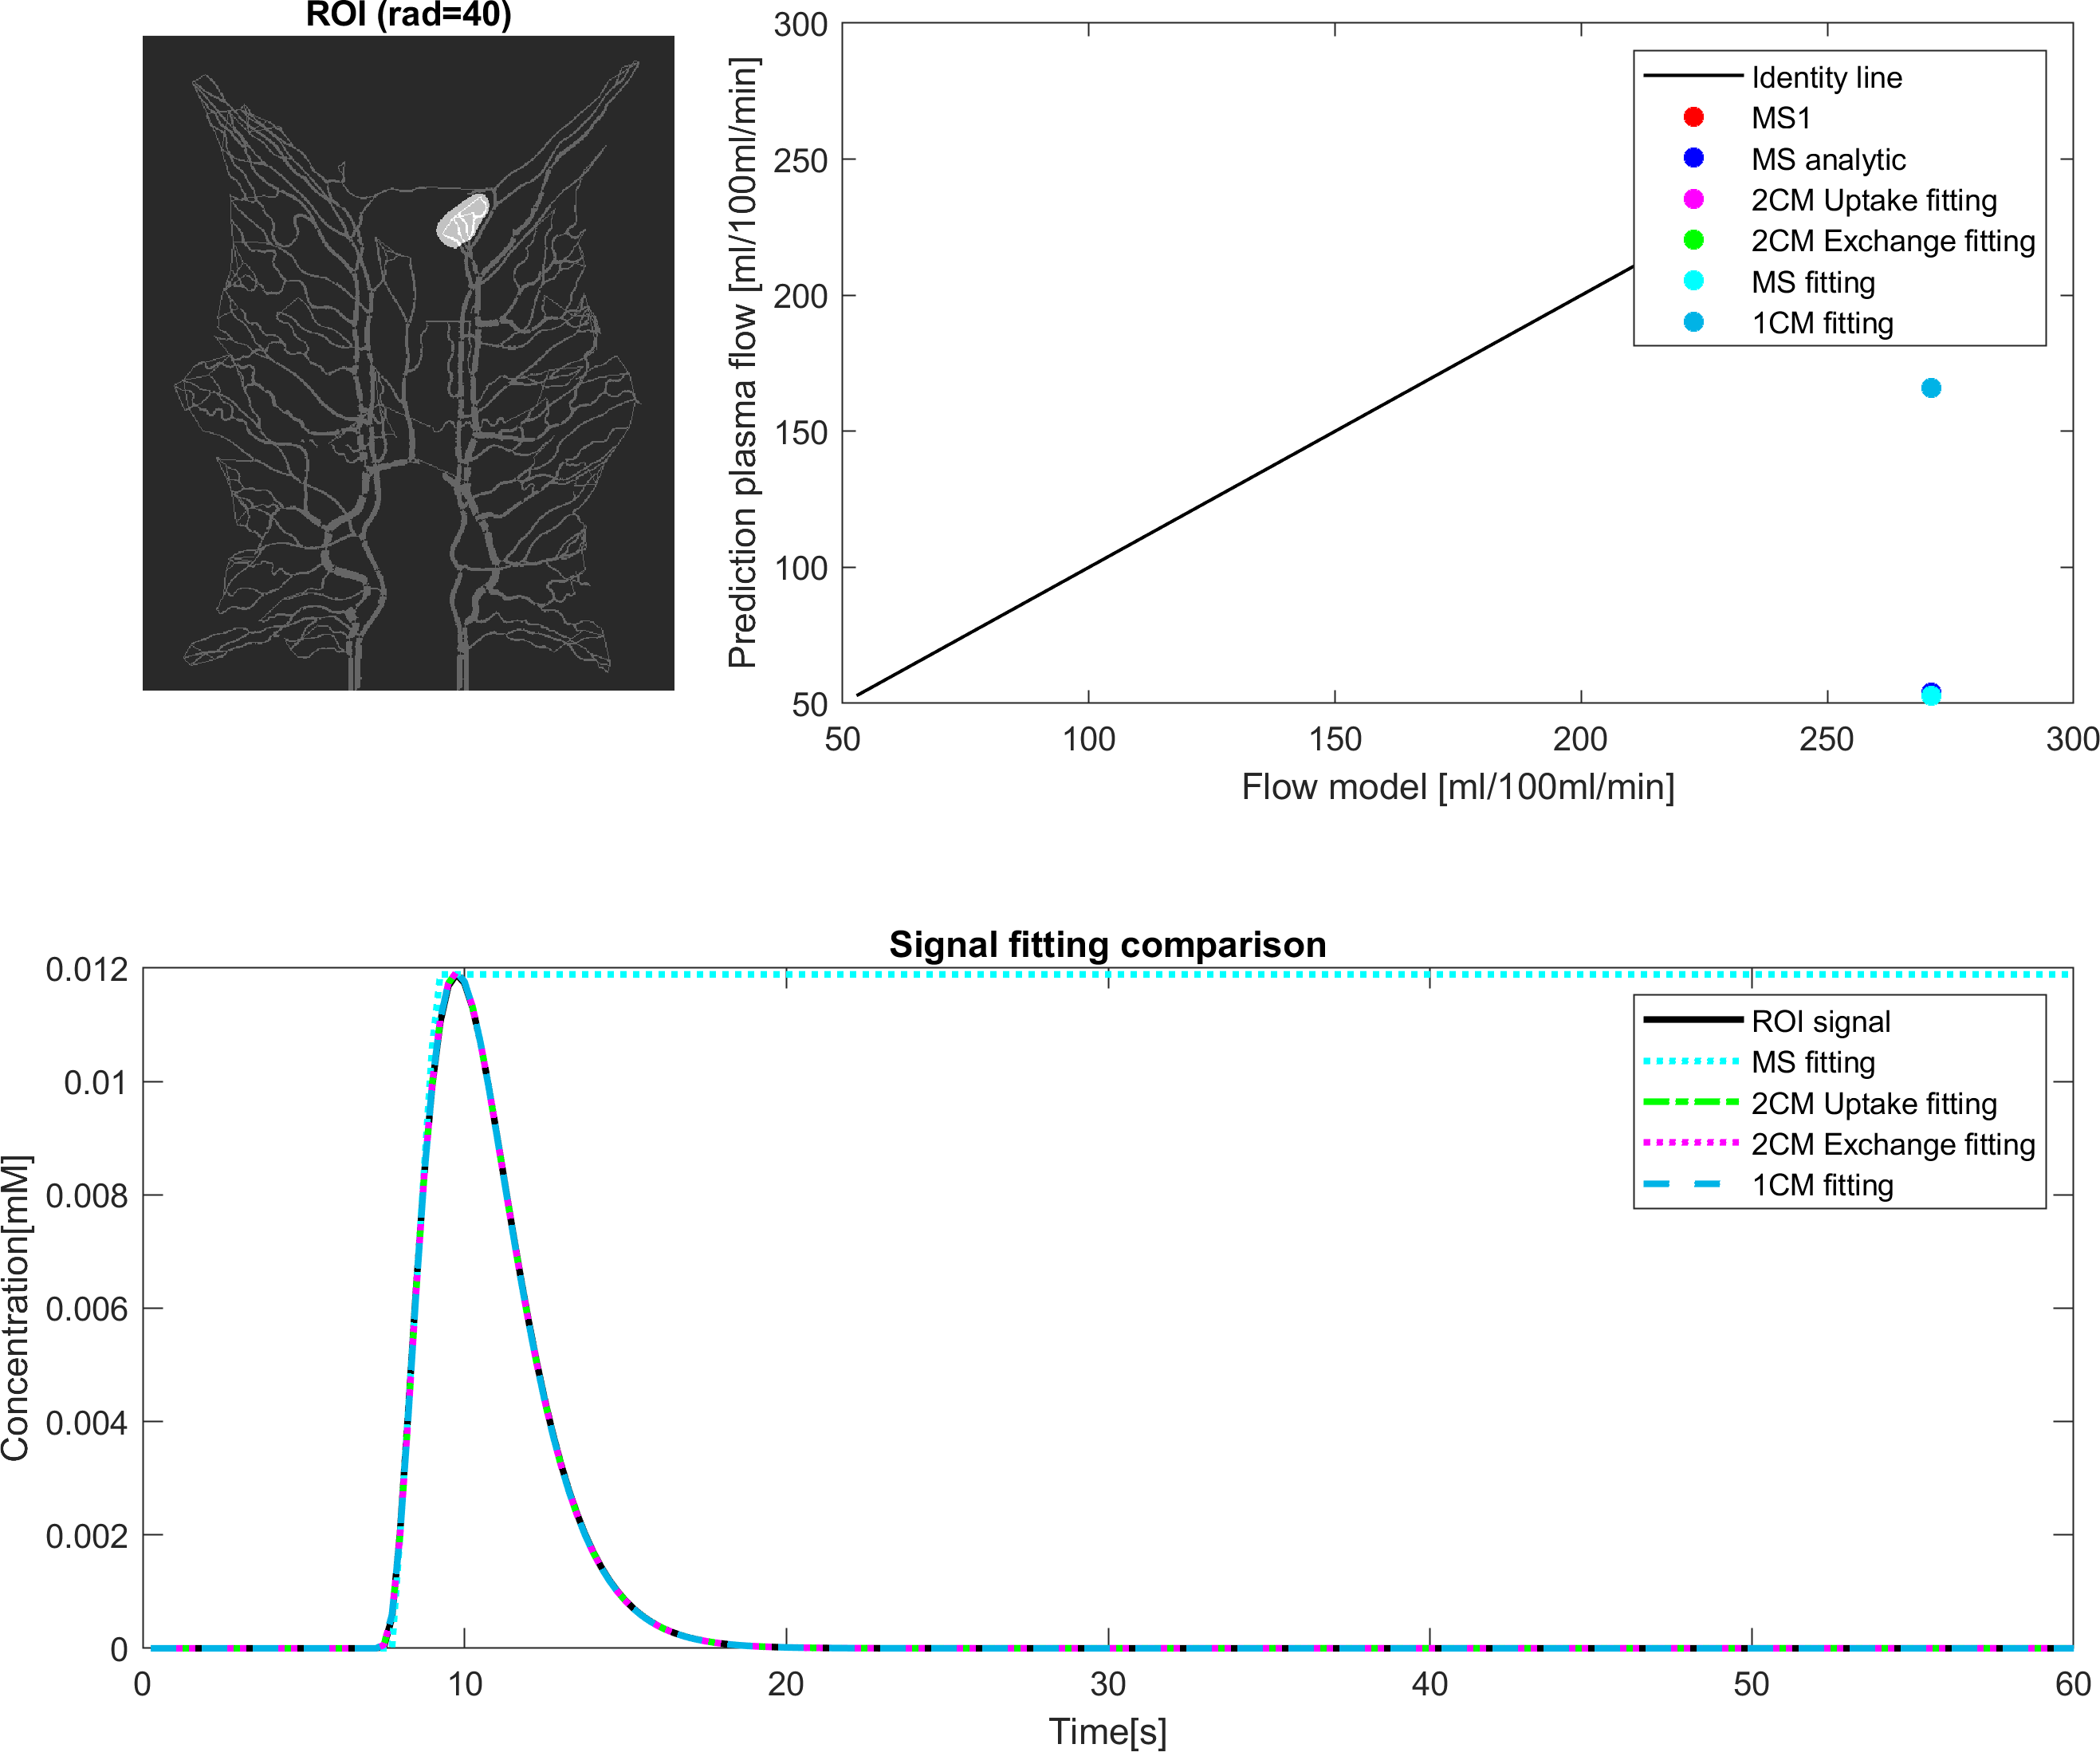 ROI (rad=40)
300
250
200
150
100
50
Prediction plasma flow [ml/100ml/min]
50 100 150 200 250 300
Flow model [ml/100ml/min]
Identity line
MS1
MS analytic
2CM Uptake fitting
2CM Exchange fitting
MS fitting
1CM fitting
Signal fitting comparison
0.012
0.01
0.008
0.006
0.004
0.002
0
Concentration[mM]
0 10 20 30 40 50 60
Time[s]
ROI signal
MS fitting
2CM Uptake fitting
2CM Exchange fitting
1CM fitting